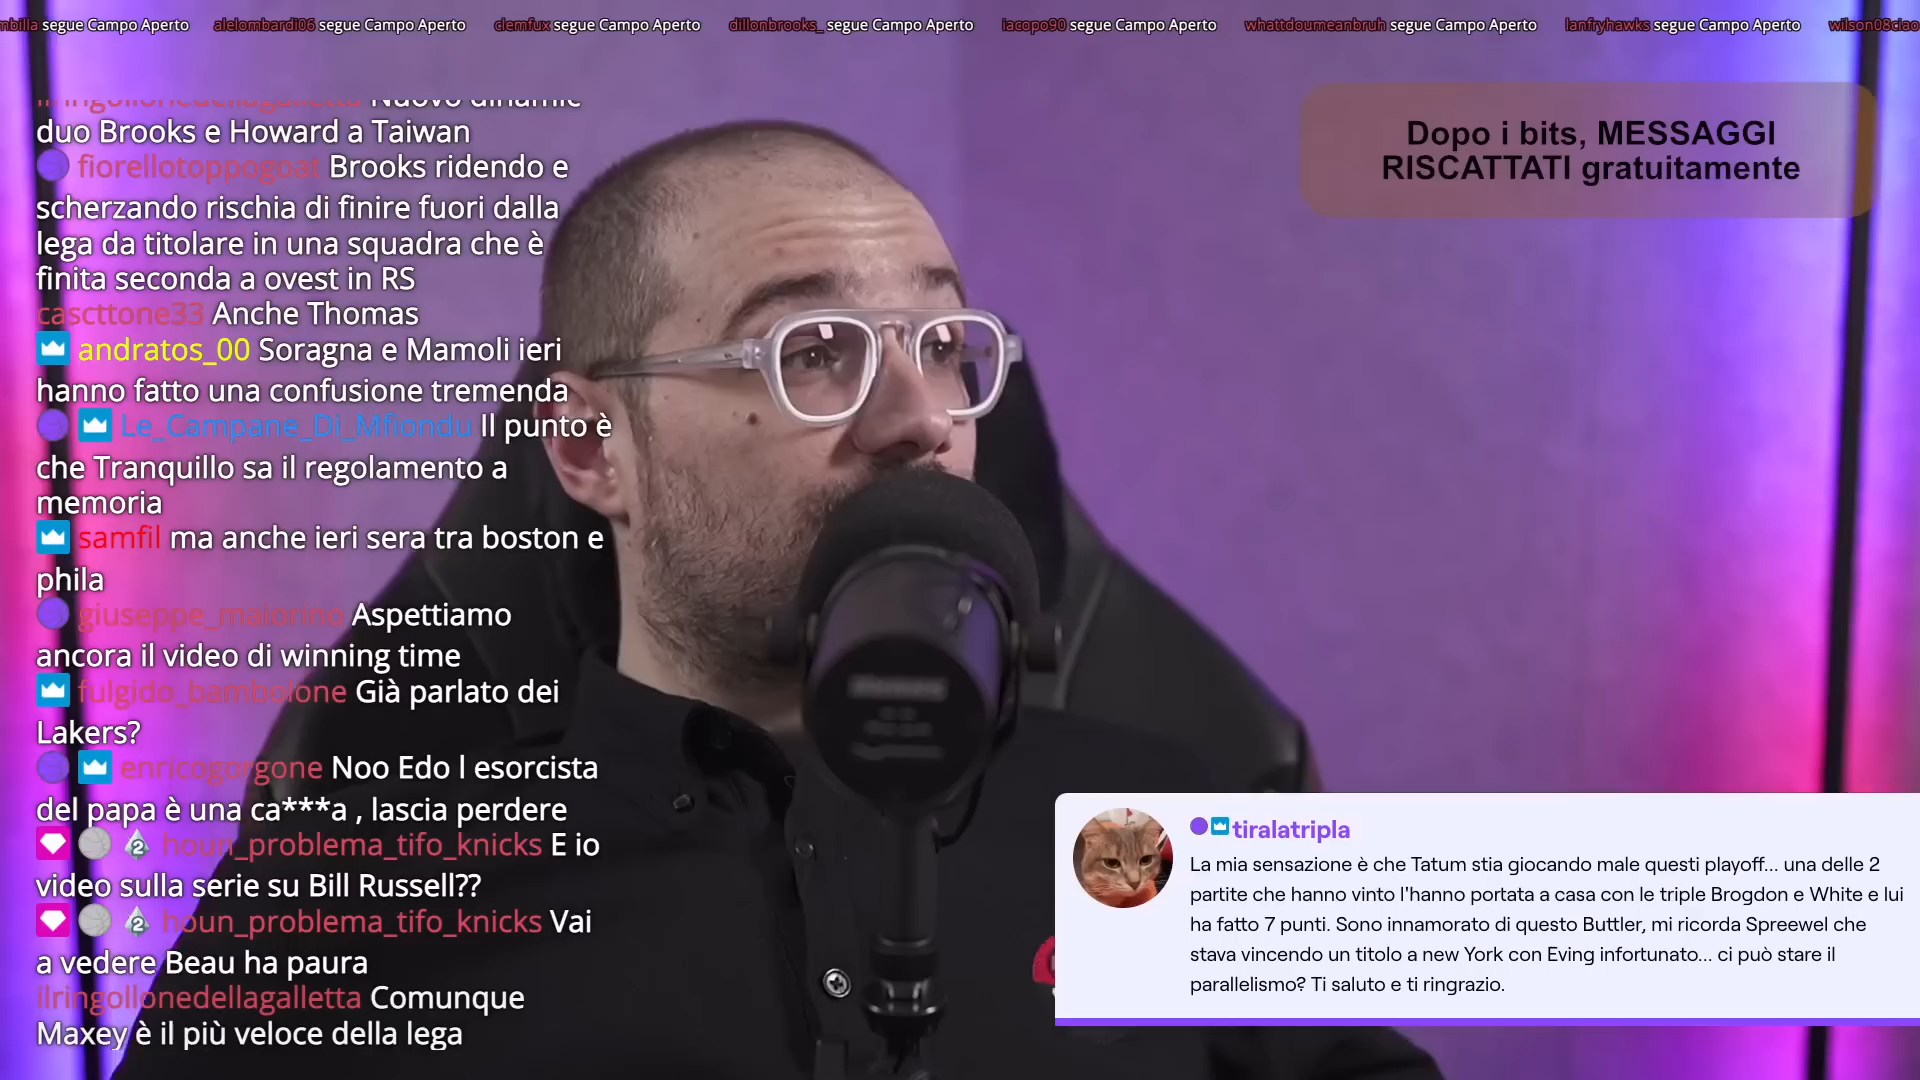 mbilla segue Campo Aperto alelombardi06 segue Campo Aperto clemfux segue Campo Aperto dillonbrooks_ segue Campo Aperto iacopo90 segue Campo Aperto whattdoumeanbruh segue Campo Aperto lanfryhawks segue Campo Aperto wilson08ciao
Dopo i bits, MESSAGGI
RISCATTATI gratuitamente
ilringollonedellagalletta Nuovo dinamic
duo Brooks e Howard a Taiwan
fiorellotoppogoat Brooks ridendo e
scherzando rischia di finire fuori dalla
lega da titolare in una squadra che è
finita seconda a ovest in RS
cascttone33 Anche Thomas
andratos_00 Soragna e Mamoli ieri
hanno fatto una confusione tremenda
Le_Campane_Di_Mfiondu Il punto è
che Tranquillo sa il regolamento a
memoria
samfil ma anche ieri sera tra boston e
phila
giuseppe_maiorino Aspettiamo
ancora il video di winning time
fulgido_bambolone Già parlato dei
Lakers?
enricogorgone Noo Edo l esorcista
del papa è una ca***a , lascia perdere
2 houn_problema_tifo_knicks E io
video sulla serie su Bill Russell??
2 houn_problema_tifo_knicks Vai
a vedere Beau ha paura
ilringollonedellagalletta Comunque
Maxey è il più veloce della lega
tiralatripla
La mia sensazione è che Tatum stia giocando male questi playoff... una delle 2
partite che hanno vinto l'hanno portata a casa con le triple Brogdon e White e lui
ha fatto 7 punti. Sono innamorato di questo Buttler, mi ricorda Spreewel che
stava vincendo un titolo a new York con Eving infortunato... ci può stare il
parallelismo? Ti saluto e ti ringrazio.